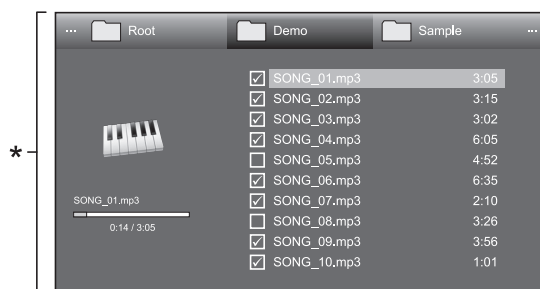 ... Root Demo Sample ...
SONG_01.mp3 3:05
SONG_02.mp3 3:15
SONG_03.mp3 3:02
SONG_04.mp3 6:05
SONG_05.mp3 4:52
SONG_06.mp3 6:35
SONG_07.mp3 2:10
SONG_08.mp3 3:26
SONG_09.mp3 3:56
SONG_10.mp3 1:01
*
SONG_01.mp3
0:14 / 3:05